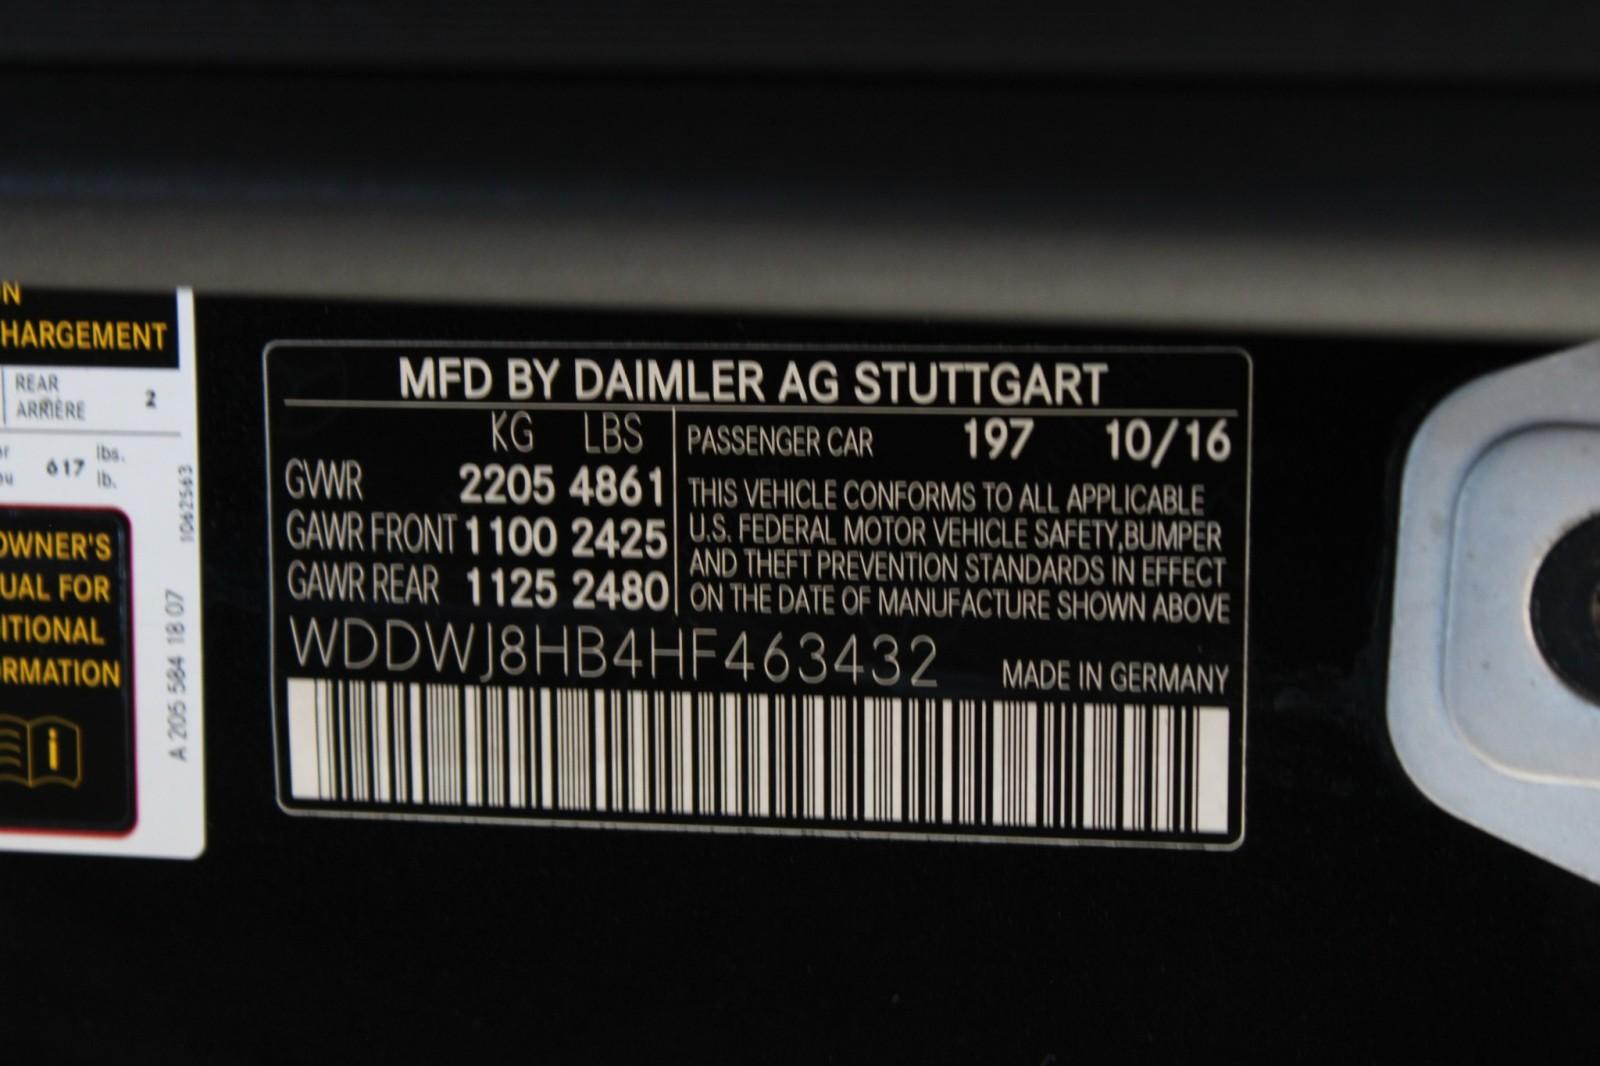 N
HARGEMENT
REAR
ARRIÈRE 2
617 lbs.
lb.
10625563
OWNER'S
UAL FOR
ITIONAL
RMATION
i
A 205 584 18 07
MFD BY DAIMLER AG STUTTGART
KG LBS
GVWR 2205 4861
GAWR FRONT 1100 2425
GAWR REAR 1125 2480
PASSENGER CAR 197 10/16
THIS VEHICLE CONFORMS TO ALL APPLICABLE
U.S. FEDERAL MOTOR VEHICLE SAFETY,BUMPER
AND THEFT PREVENTION STANDARDS IN EFFECT
ON THE DATE OF MANUFACTURE SHOWN ABOVE
WDDWJ8HB4HF463432
MADE IN GERMANY